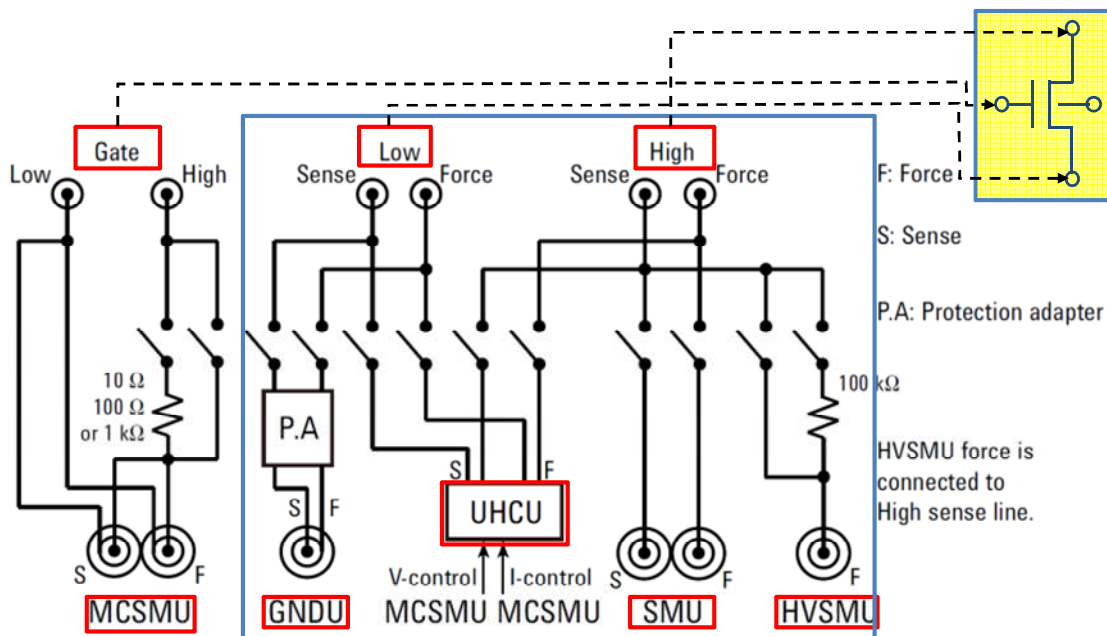 Gate
Low
High
Low
High
Sense
Force
Sense
Force
F: Force
S: Sense
P.A: Protection adapter
10 Ω
100 Ω
or 1 kΩ
P.A
100 kΩ
HVSMU force is
connected to
High sense line.
S
F
UHCU
S
F
S
F
V-control
I-control
S
F
F
MCSMU
GNDU
MCSMU
MCSMU
SMU
HVSMU